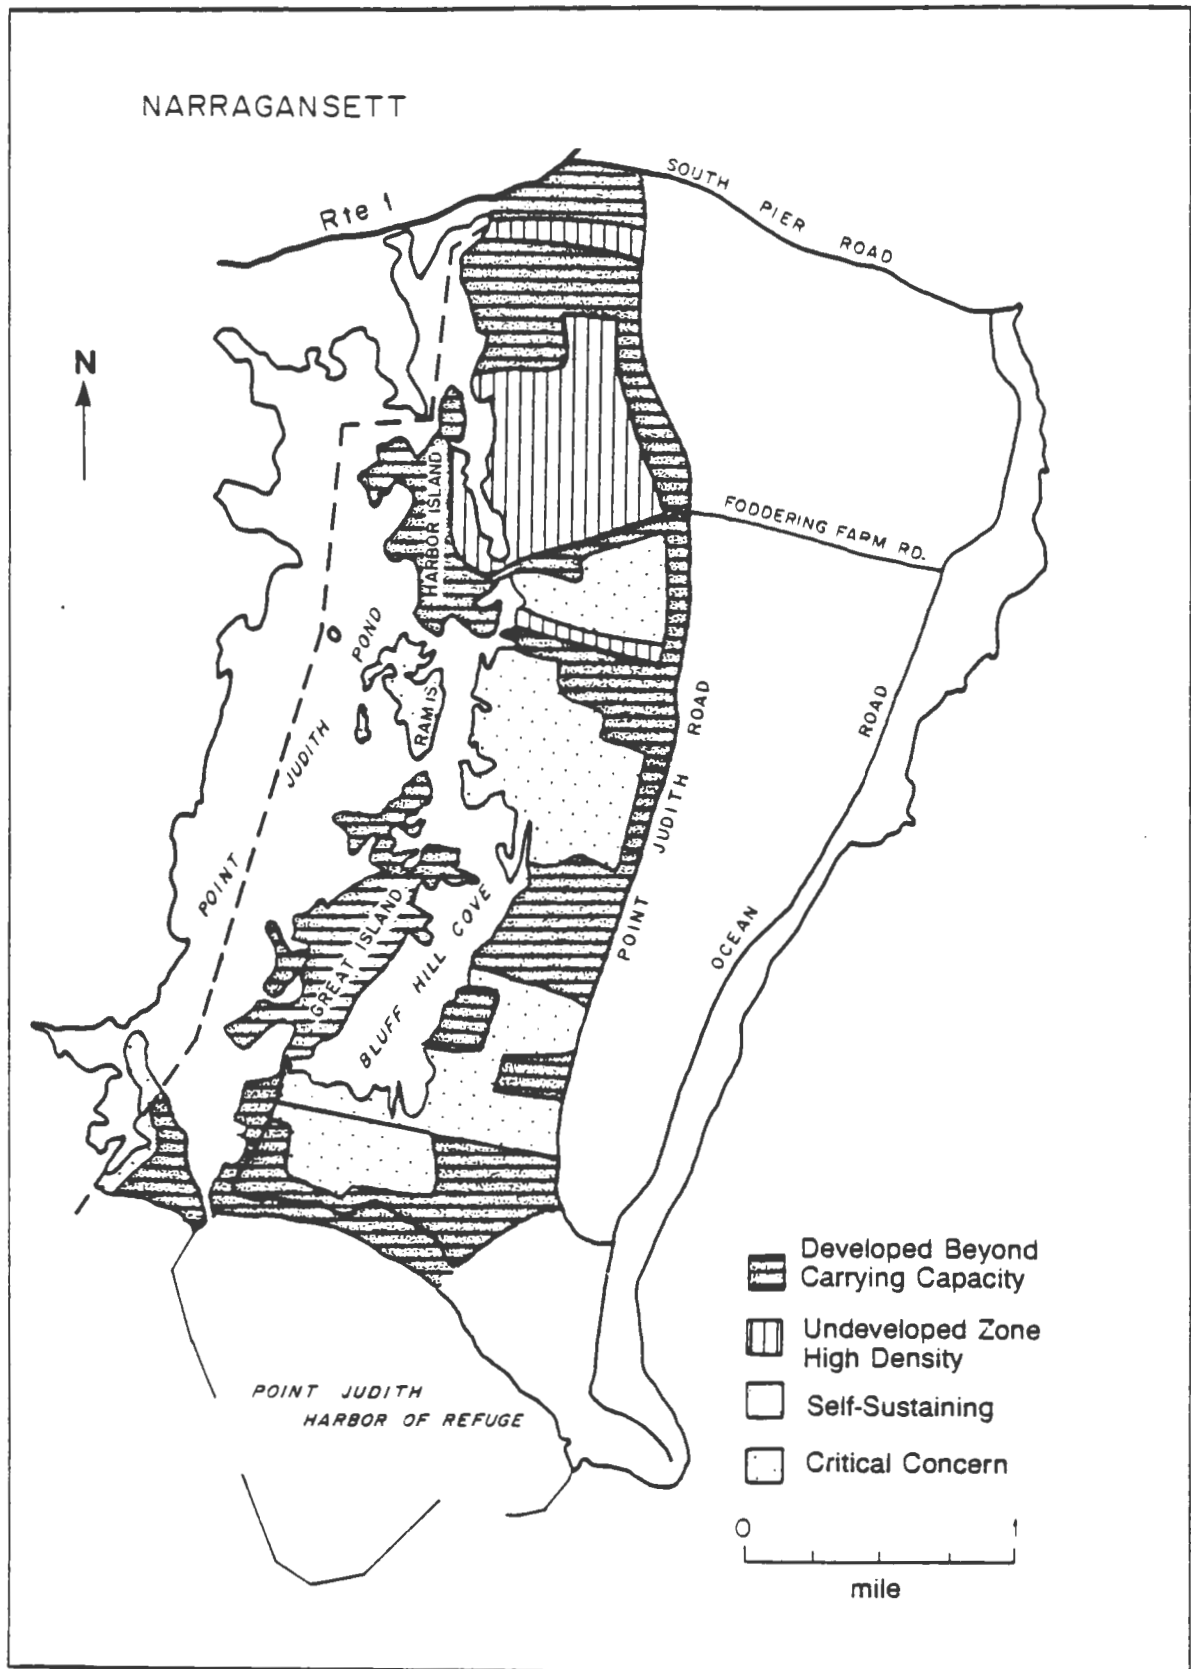 NARRAGANSETT
SOUTH PIER ROAD
Rte 1
N
HARBOR ISLAND
FODDERING FARM RD.
POINT JUDITH POND
RAM IS.
POINT JUDITH ROAD
OCEAN ROAD
GREAT ISLAND
BLUFF HILL COVE
Developed Beyond
Carrying Capacity
Undeveloped Zone
High Density
Self-Sustaining
Critical Concern
POINT JUDITH
HARBOR OF REFUGE
0 1
mile